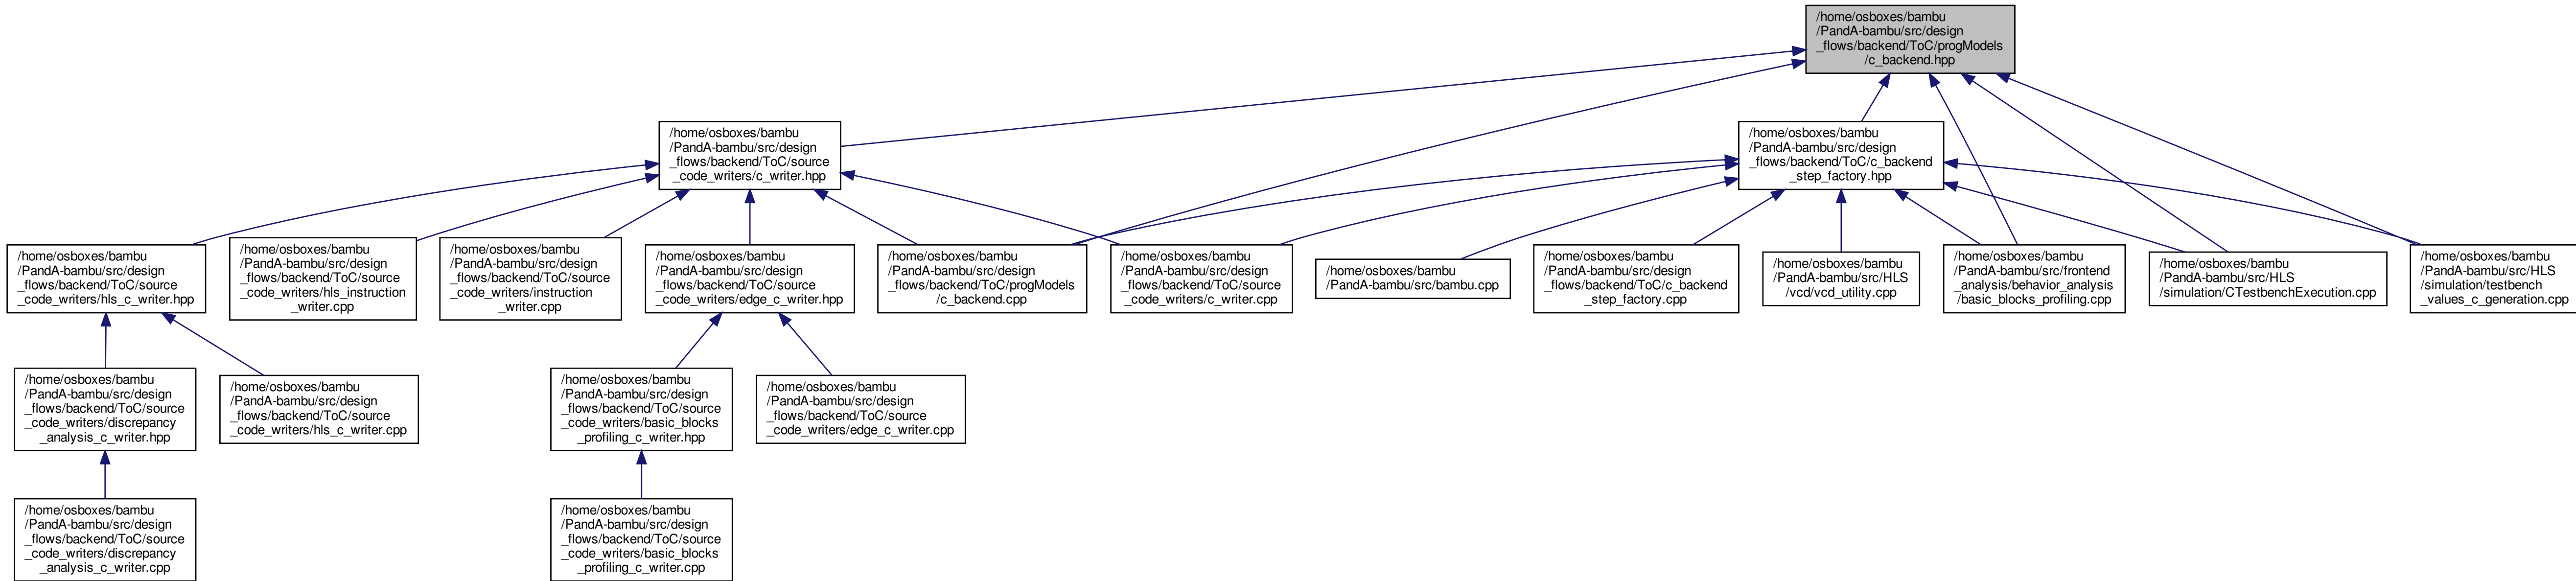 /home/osboxes/bambu
/PandA-bambu/src/design
_flows/backend/ToC/progModels
/c_backend.hpp
/home/osboxes/bambu
/PandA-bambu/src/design
_flows/backend/ToC/source
_code_writers/c_writer.hpp
/home/osboxes/bambu
/PandA-bambu/src/design
_flows/backend/ToC/c_backend
_step_factory.hpp
/home/osboxes/bambu
/PandA-bambu/src/design
_flows/backend/ToC/source
_code_writers/hls_c_writer.hpp
/home/osboxes/bambu
/PandA-bambu/src/design
_flows/backend/ToC/source
_code_writers/hls_instruction
_writer.cpp
/home/osboxes/bambu
/PandA-bambu/src/design
_flows/backend/ToC/source
_code_writers/instruction
_writer.cpp
/home/osboxes/bambu
/PandA-bambu/src/design
_flows/backend/ToC/source
_code_writers/edge_c_writer.hpp
/home/osboxes/bambu
/PandA-bambu/src/design
_flows/backend/ToC/progModels
/c_backend.cpp
/home/osboxes/bambu
/PandA-bambu/src/design
_flows/backend/ToC/source
_code_writers/c_writer.cpp
/home/osboxes/bambu
/PandA-bambu/src/bambu.cpp
/home/osboxes/bambu
/PandA-bambu/src/design
_flows/backend/ToC/c_backend
_step_factory.cpp
/home/osboxes/bambu
/PandA-bambu/src/HLS
/vcd/vcd_utility.cpp
/home/osboxes/bambu
/PandA-bambu/src/frontend
_analysis/behavior_analysis
/basic_blocks_profiling.cpp
/home/osboxes/bambu
/PandA-bambu/src/HLS
/simulation/CTestbenchExecution.cpp
/home/osboxes/bambu
/PandA-bambu/src/HLS
/simulation/testbench
_values_c_generation.cpp
/home/osboxes/bambu
/PandA-bambu/src/design
_flows/backend/ToC/source
_code_writers/discrepancy
_analysis_c_writer.hpp
/home/osboxes/bambu
/PandA-bambu/src/design
_flows/backend/ToC/source
_code_writers/hls_c_writer.cpp
/home/osboxes/bambu
/PandA-bambu/src/design
_flows/backend/ToC/source
_code_writers/basic_blocks
_profiling_c_writer.hpp
/home/osboxes/bambu
/PandA-bambu/src/design
_flows/backend/ToC/source
_code_writers/edge_c_writer.cpp
/home/osboxes/bambu
/PandA-bambu/src/design
_flows/backend/ToC/source
_code_writers/discrepancy
_analysis_c_writer.cpp
/home/osboxes/bambu
/PandA-bambu/src/design
_flows/backend/ToC/source
_code_writers/basic_blocks
_profiling_c_writer.cpp